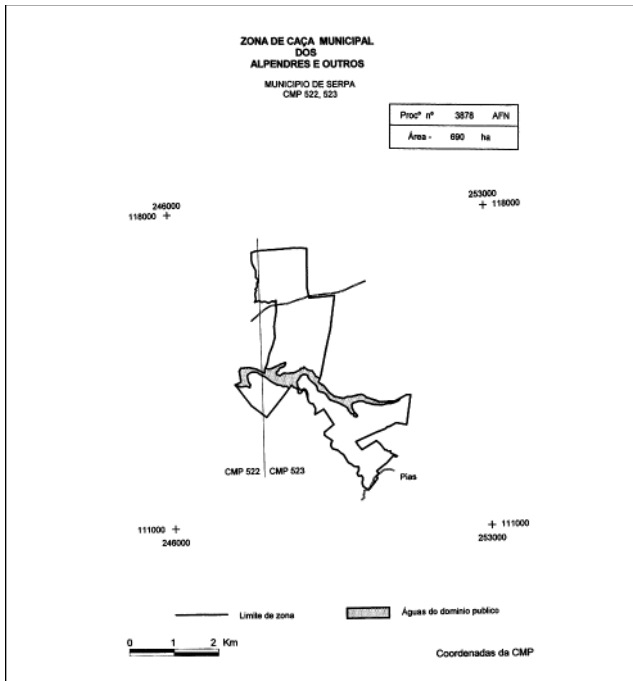 ZONA DE CAÇA MUNICIPAL
DOS
ALPENDRES E OUTROS
MUNICIPIO DE SERPA
CMP 522, 523
Procº nº 3878 AFN
Área - 690 ha
246000
118000
253000
118000
CMP 522
CMP 523
Pias
111000
246000
111000
253000
Limite de zona
Águas do dominio publico
0 1 2 Km
Coordenadas da CMP